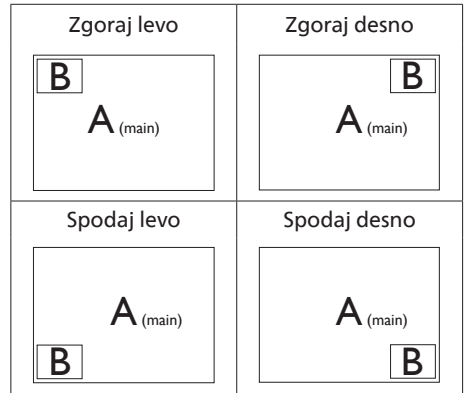 Zgoraj levo
B
A (main)
Zgoraj desno
B
A (main)
Spodaj levo
A (main)
B
Spodaj desno
A (main)
B